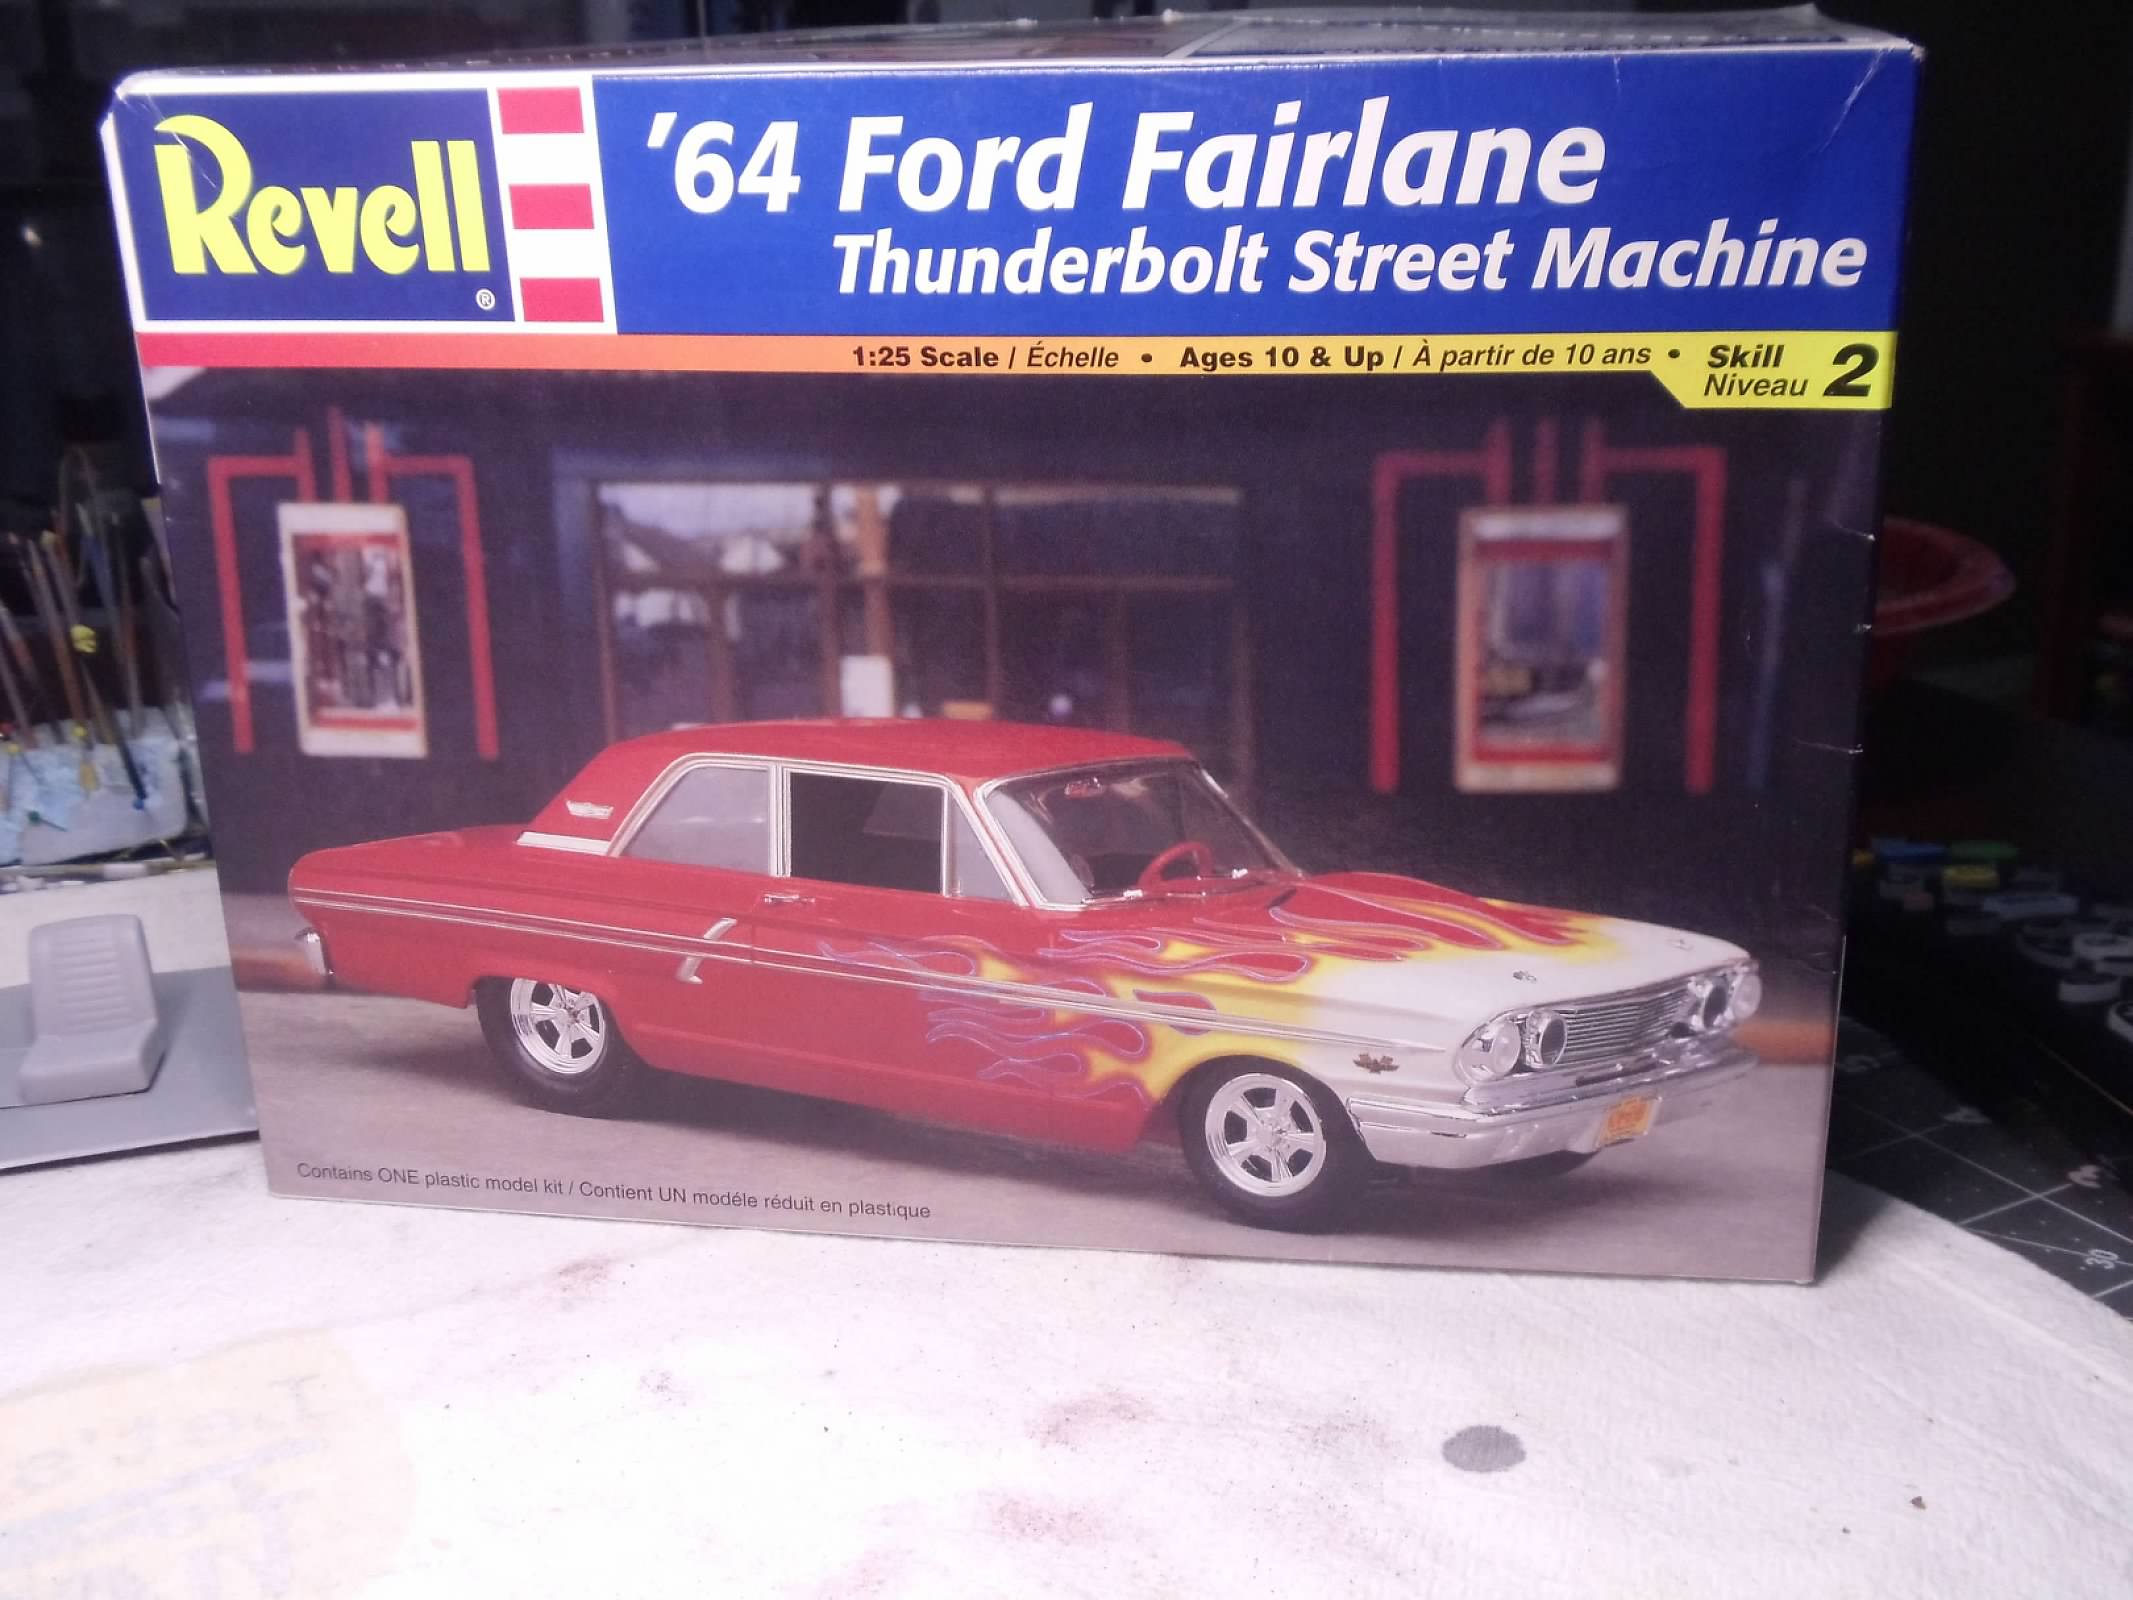 Revell
®
'64 Ford Fairlane
Thunderbolt Street Machine
1:25 Scale / Échelle • Ages 10 & Up / À partir de 10 ans • Skill Niveau 2
Contains ONE plastic model kit / Contient UN modéle réduit en plastique